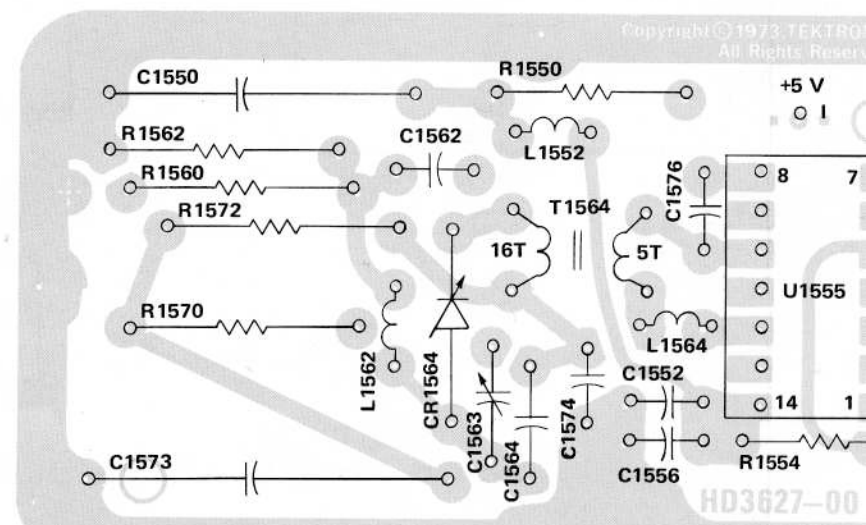 Copyright © 1973 TEKTRO
All Rights Reserv
C1550
R1550
+5 V
I
R1562
C1562
L1552
R1560
C1576
8
7
R1572
T1564
16T
5T
U1555
R1570
L1562
CR1564
L1564
C1563
C1564
C1574
C1552
14
1
C1573
C1556
R1554
HD3627-00